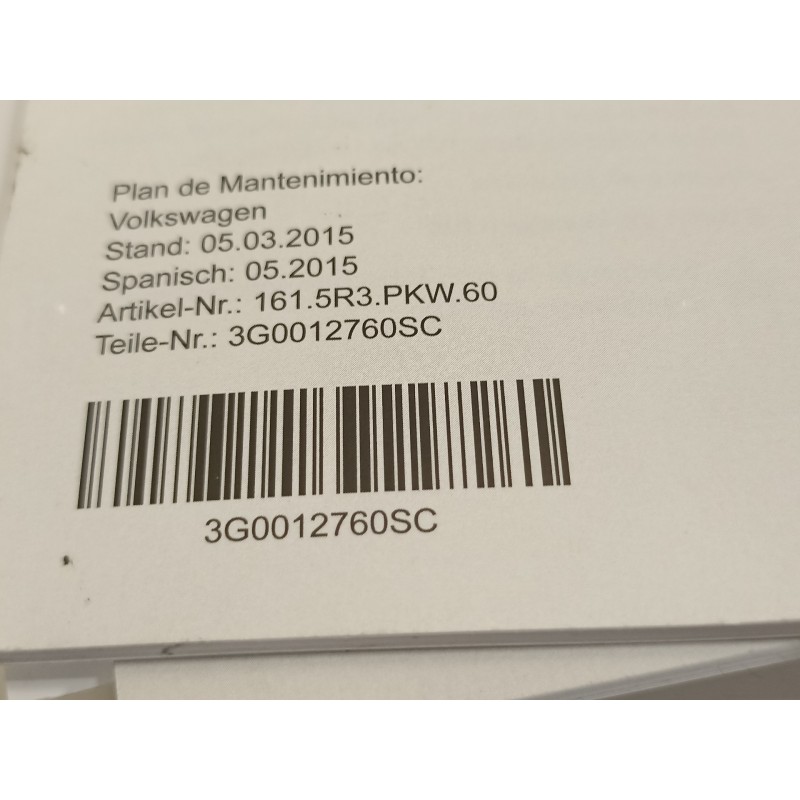 Plan de Mantenimiento:
Volkswagen
Stand: 05.03.2015
Spanisch: 05.2015
Artikel-Nr.: 161.5R3.PKW.60
Teile-Nr.: 3G0012760SC
3G0012760SC